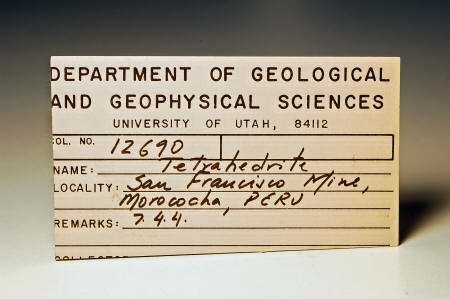 DEPARTMENT OF GEOLOGICAL
AND GEOPHYSICAL SCIENCES
UNIVERSITY OF UTAH, 84112
COL. NO. 12690
NAME: Tetrahedrite
LOCALITY: San Francisco Mine,
Morococha, PERU
REMARKS: 7.4.4.